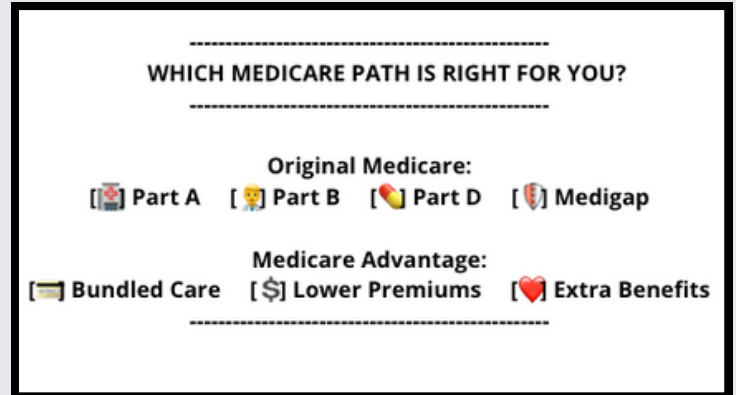 --------------------------------------------------
WHICH MEDICARE PATH IS RIGHT FOR YOU?
--------------------------------------------------
Original Medicare:
[🏥] Part A [👨‍⚕️] Part B [💊] Part D [🛡️] Medigap
Medicare Advantage:
[💳] Bundled Care [💲] Lower Premiums [❤️] Extra Benefits
--------------------------------------------------